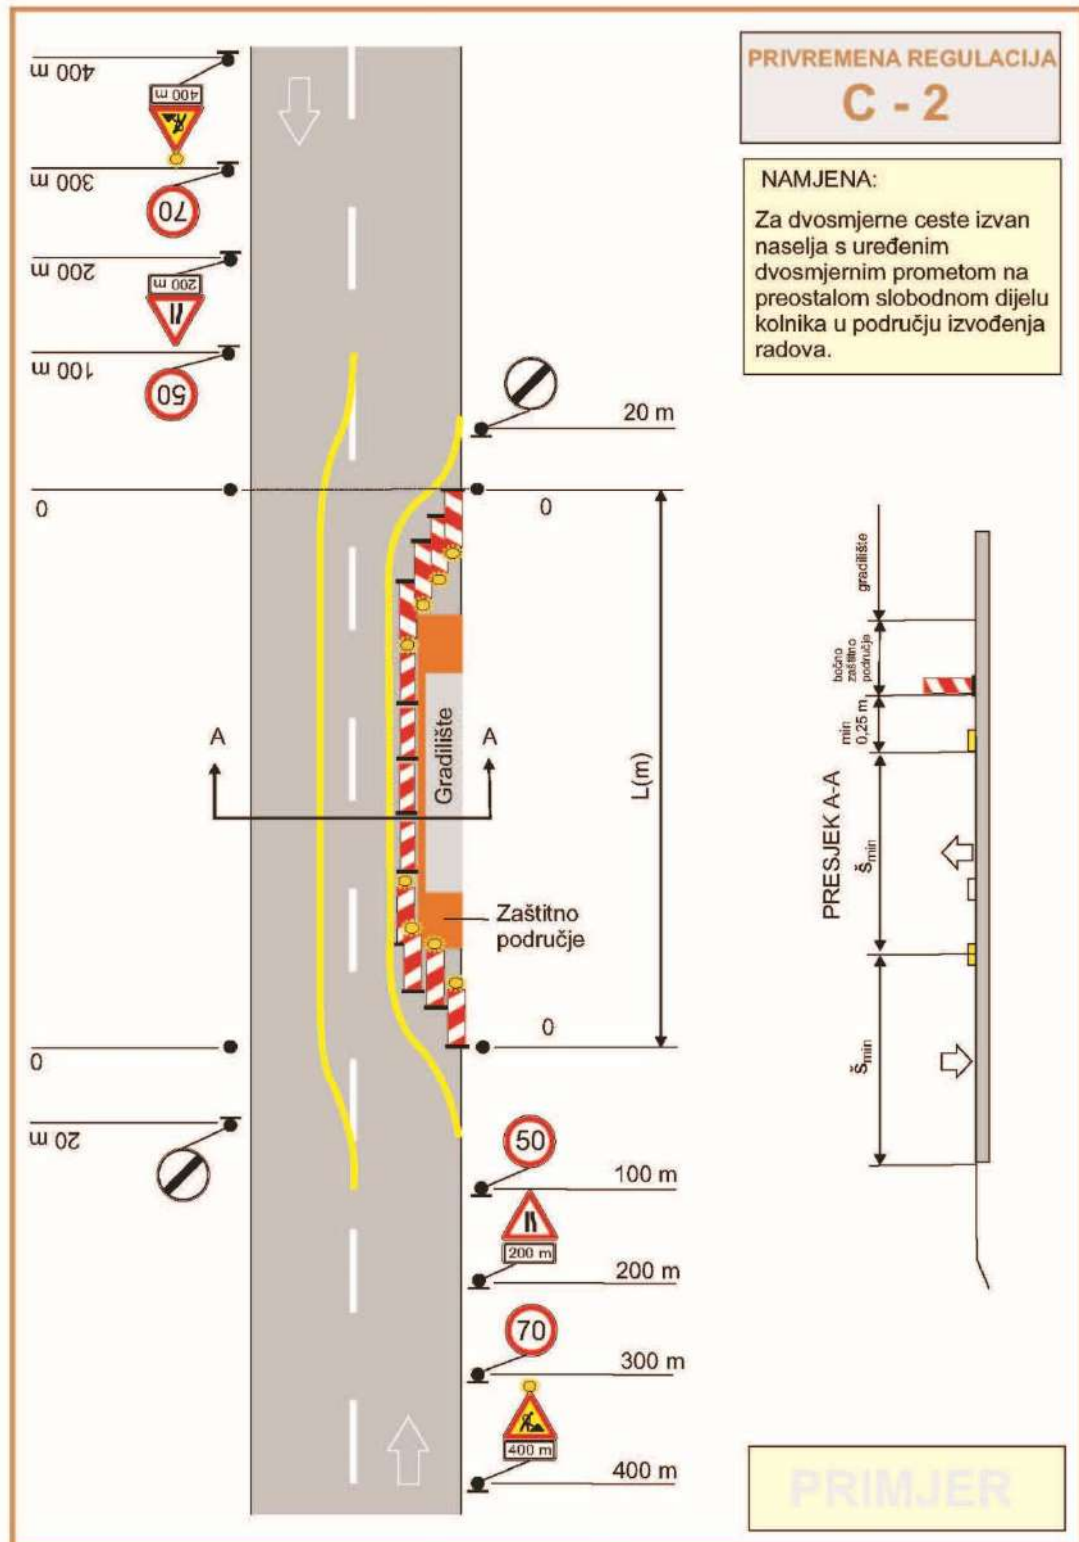 PRIVREMENA REGULACIJA
C - 2
NAMJENA:
Za dvosmjerne ceste izvan
naselja s uređenim
dvosmjernim prometom na
preostalom slobodnom dijelu
kolnika u području izvođenja
radova.
400 m
400 m
300 m
70
200 m
200 m
100 m
50
0
20 m
20 m
0
A
A
Gradilište
L(m)
Zaštitno
područje
0
0
50
100 m
200 m
200 m
70
300 m
400 m
400 m
PRESJEK A-A
gradilište
bočno
zaštitno
područje
min
0,25 m
Šmin
Šmin
PRIMJER